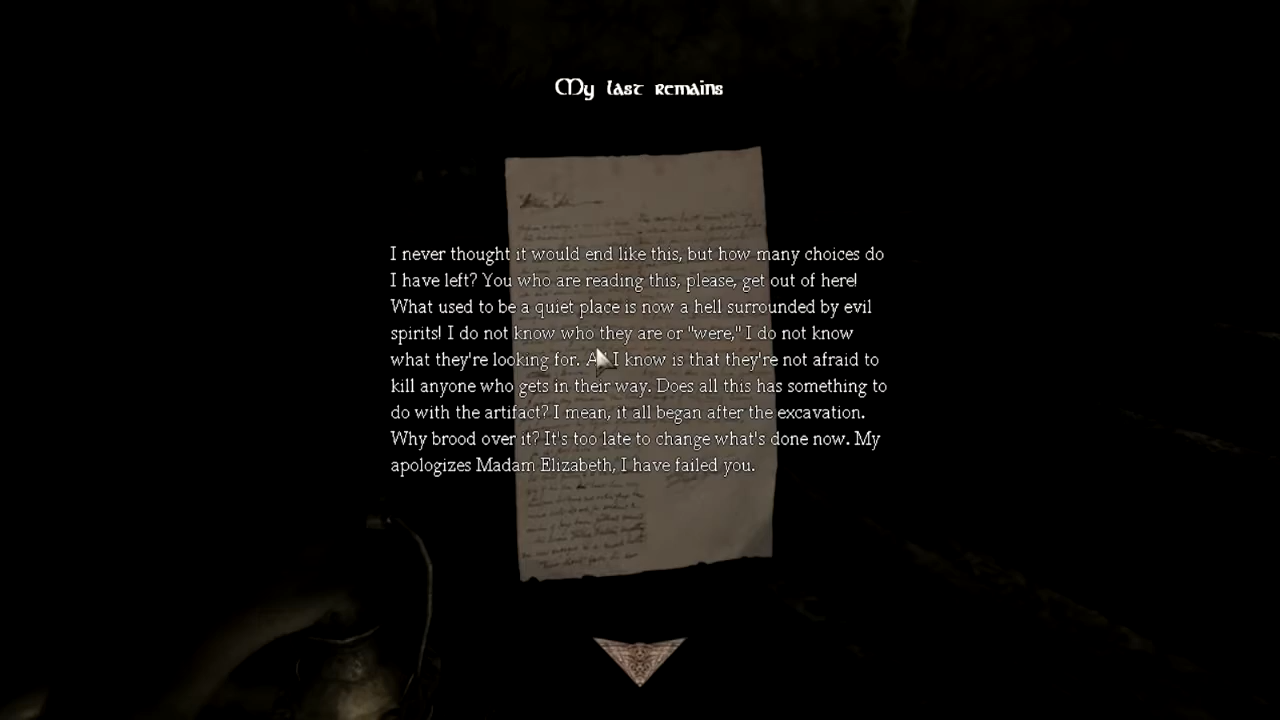 My last remains
I never thought it would end like this, but how many choices do
I have left? You who are reading this, please, get out of here!
What used to be a quiet place is now a hell surrounded by evil
spirits! I do not know who they are or "were," I do not know
what they're looking for. All I know is that they're not afraid to
kill anyone who gets in their way. Does all this has something to
do with the artifact? I mean, it all began after the excavation.
Why brood over it? It's too late to change what's done now. My
apologizes Madam Elizabeth, I have failed you.